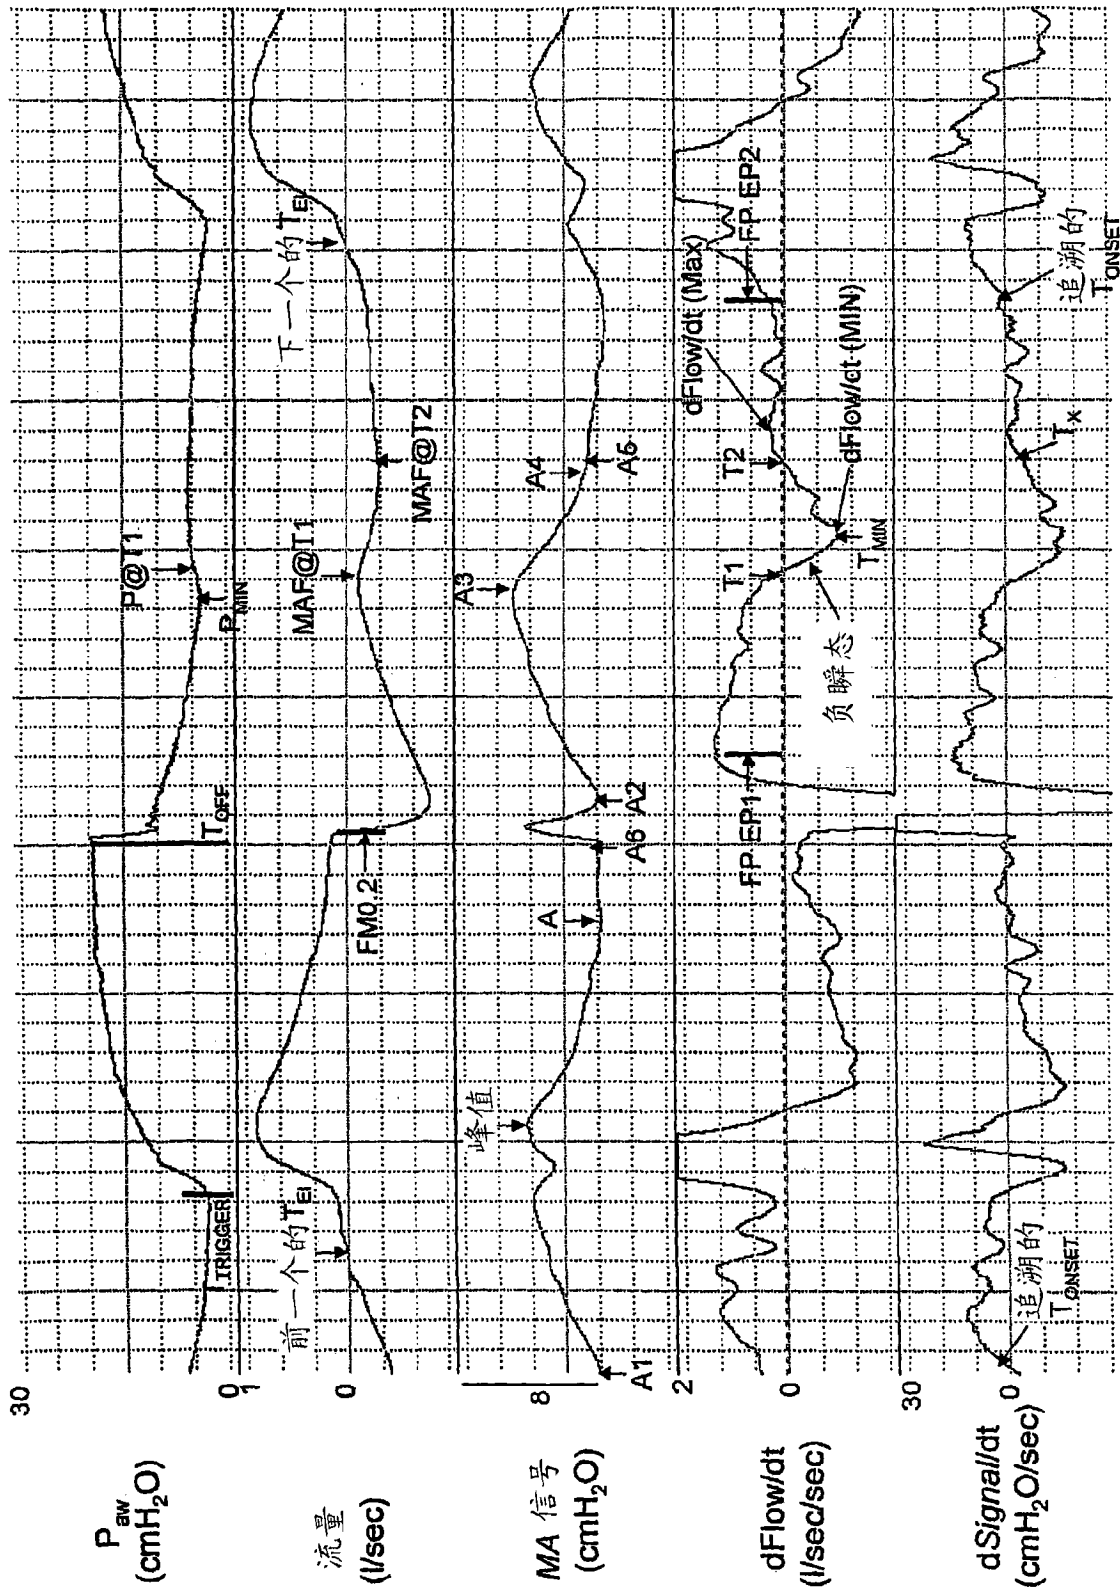 P_aw
(cmH₂O)
30
0
T_TRIGGER
T_OFF
P_MIN
P@T1
流量
(l/sec)
1
0
前一个的T_EI
FM0.2
MAF@T1
MAF@T2
下一个的T_EI
MA 信号
(cmH₂O)
8
A1
峰值
A
A6
A2
A3
A4
A5
dFlow/dt
(l/sec/sec)
2
0
FP EP1
负瞬态
T1
T_MIN
T2
dFlow/dt (MIN)
dFlow/dt (Max)
FP EP2
dSignal/dt
(cmH₂O/sec)
30
0
追溯的
T_ONSET
T_X
追溯的
T_ONSET